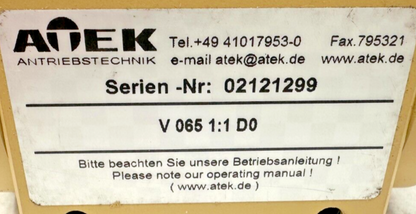 ATEK
ANTRIEBSTECHNIK
Tel.+49 41017953-0 Fax.795321
e-mail atek@atek.de www.atek.de
Serien -Nr: 02121299
V 065 1:1 D0
Bitte beachten Sie unsere Betriebsanleitung !
Please note our operating manual !
( www.atek.de )